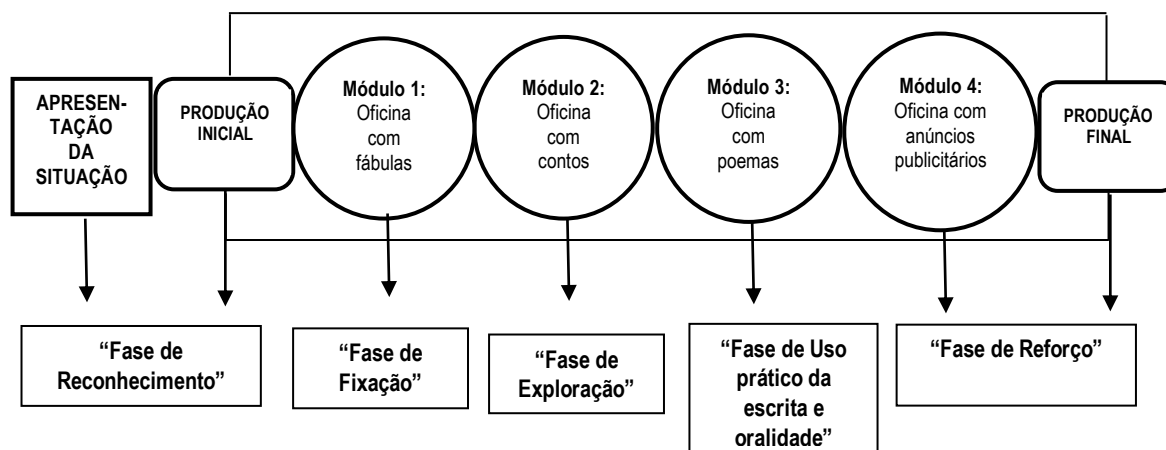 APRESEN-
TAÇÃO
DA
SITUAÇÃO
PRODUÇÃO
INICIAL
Módulo 1:
Oficina
com
fábulas
Módulo 2:
Oficina
com
contos
Módulo 3:
Oficina
com
poemas
Módulo 4:
Oficina com
anúncios
publicitários
PRODUÇÃO
FINAL
“Fase de
Reconhecimento”
“Fase de
Fixação”
“Fase de
Exploração”
“Fase de Uso
prático da
escrita e
oralidade”
“Fase de Reforço”